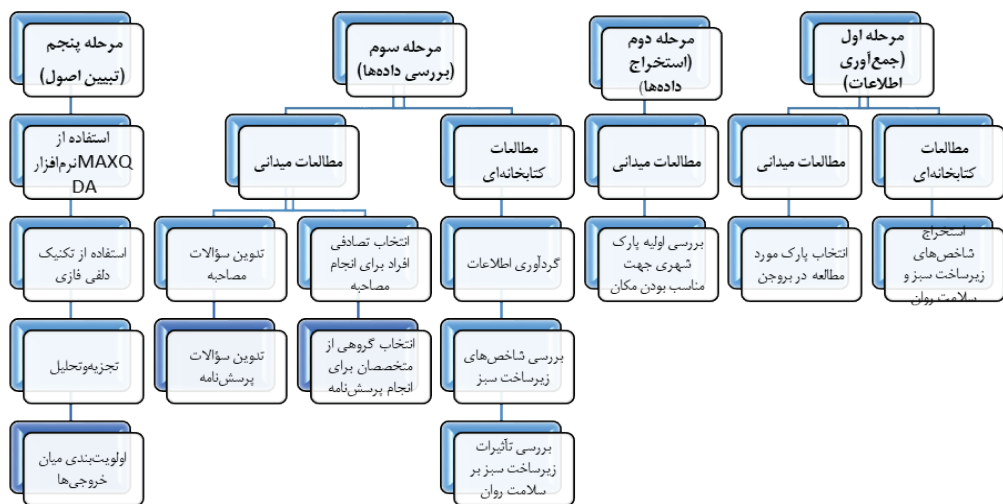 مرحله اول
(جمع‌آوری
اطلاعات)
مطالعات
کتابخانه‌ای
استخراج
شاخص‌های
زیرساخت سبز و
سلامت روان
مطالعات میدانی
انتخاب پارک مورد
مطالعه در بروجن
مرحله دوم
(استخراج
داده‌ها)
مطالعات میدانی
بررسی اولیه پارک
شهری جهت
مناسب بودن مکان
مرحله سوم
(بررسی داده‌ها)
مطالعات
کتابخانه‌ای
گردآوری اطلاعات
بررسی شاخص‌های
زیرساخت سبز
بررسی تأثیرات
زیرساخت سبز بر
سلامت روان
مطالعات میدانی
انتخاب تصادفی
افراد برای انجام
مصاحبه
انتخاب گروهی از
متخصصان برای
انجام پرسش‌نامه
تدوین سؤالات
مصاحبه
تدوین سؤالات
پرسش‌نامه
مرحله پنجم
(تبیین اصول)
استفاده از
نرم‌افزارMAXQ
DA
استفاده از تکنیک
دلفی فازی
تجزیه‌وتحلیل
اولویت‌بندی میان
خروجی‌ها